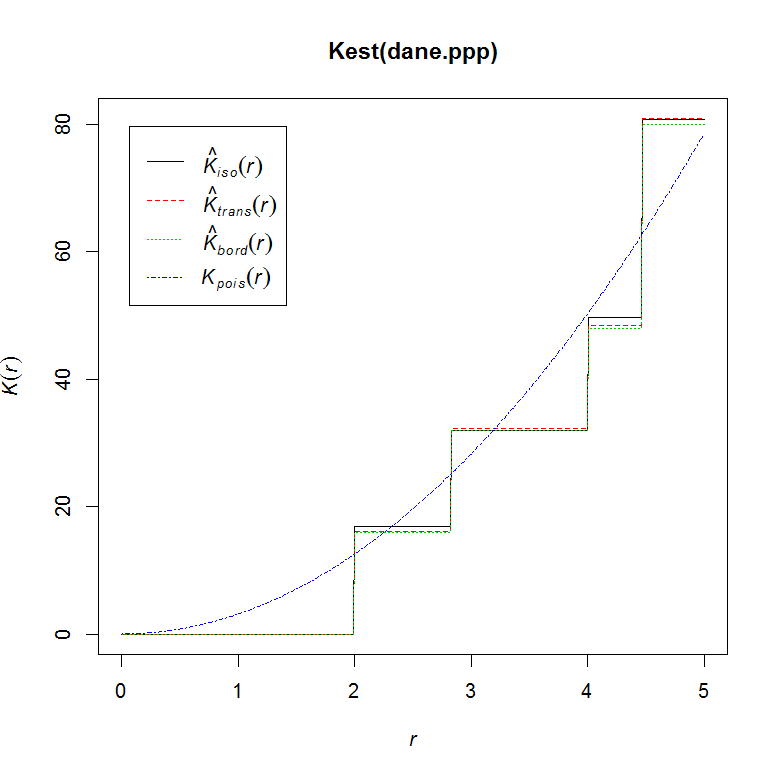 Kest(dane.ppp)
K̂iso(r)
K̂trans(r)
K̂bord(r)
Kpois(r)
K(r)
80
60
40
20
0
0 1 2 3 4 5
r